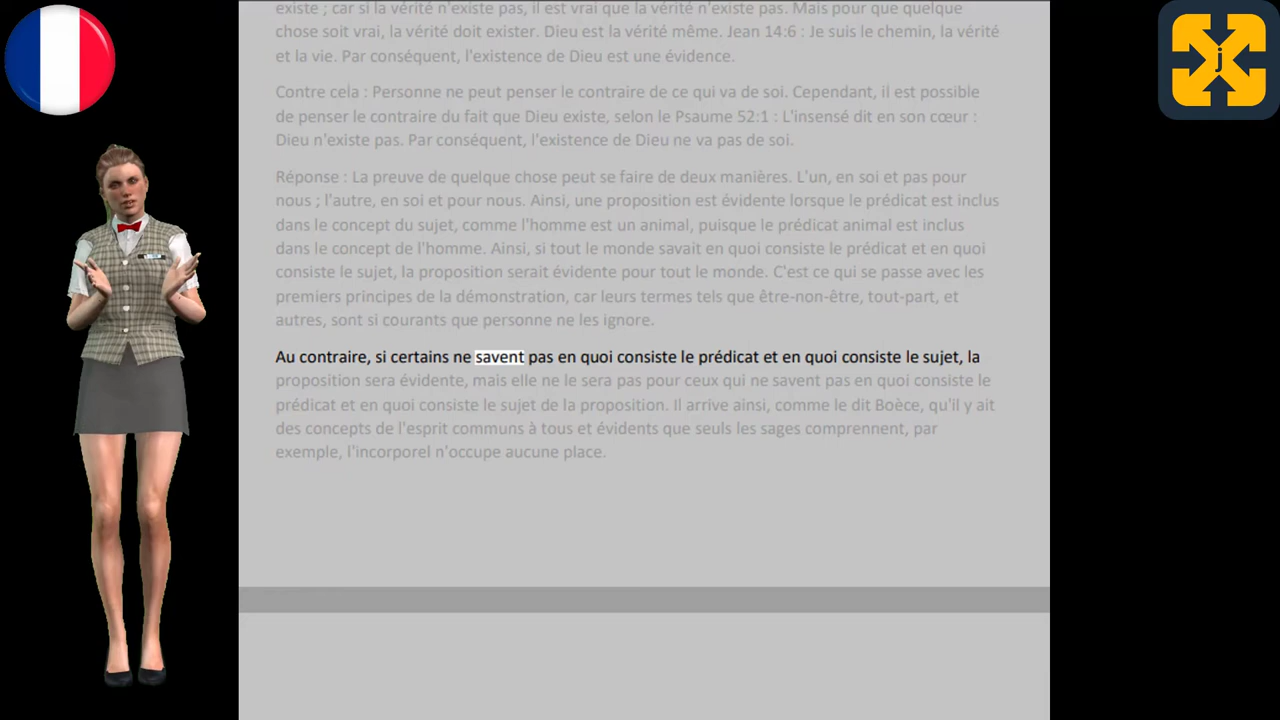 existe ; car si la vérité n'existe pas, il est vrai que la vérité n'existe pas. Mais pour que quelque
chose soit vrai, la vérité doit exister. Dieu est la vérité même. Jean 14:6 : Je suis le chemin, la vérité
et la vie. Par conséquent, l'existence de Dieu est une évidence.
Contre cela : Personne ne peut penser le contraire de ce qui va de soi. Cependant, il est possible
de penser le contraire du fait que Dieu existe, selon le Psaume 52:1 : L'insensé dit en son cœur :
Dieu n'existe pas. Par conséquent, l'existence de Dieu ne va pas de soi.
Réponse : La preuve de quelque chose peut se faire de deux manières. L'un, en soi et pas pour
nous ; l'autre, en soi et pour nous. Ainsi, une proposition est évidente lorsque le prédicat est inclus
dans le concept du sujet, comme l'homme est un animal, puisque le prédicat animal est inclus
dans le concept de l'homme. Ainsi, si tout le monde savait en quoi consiste le prédicat et en quoi
consiste le sujet, la proposition serait évidente pour tout le monde. C'est ce qui se passe avec les
premiers principes de la démonstration, car leurs termes tels que être-non-être, tout-part, et
autres, sont si courants que personne ne les ignore.
Au contraire, si certains ne savent pas en quoi consiste le prédicat et en quoi consiste le sujet, la
proposition sera évidente, mais elle ne le sera pas pour ceux qui ne savent pas en quoi consiste le
prédicat et en quoi consiste le sujet de la proposition. Il arrive ainsi, comme le dit Boèce, qu'il y ait
des concepts de l'esprit communs à tous et évidents que seuls les sages comprennent, par
exemple, l'incorporel n'occupe aucune place.
j